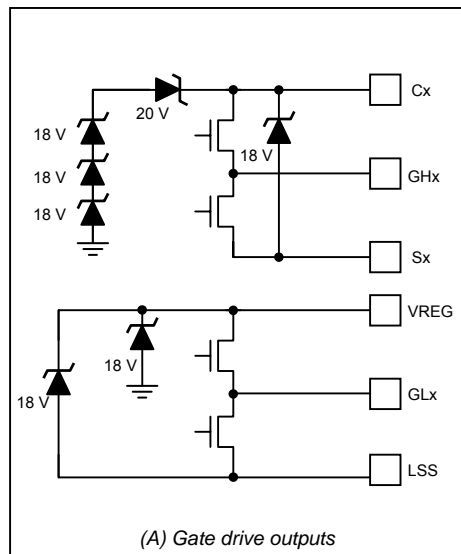 Cx
20 V
18 V
18 V
18 V
18 V
GHx
Sx
VREG
18 V
18 V
GLx
LSS
(A) Gate drive outputs